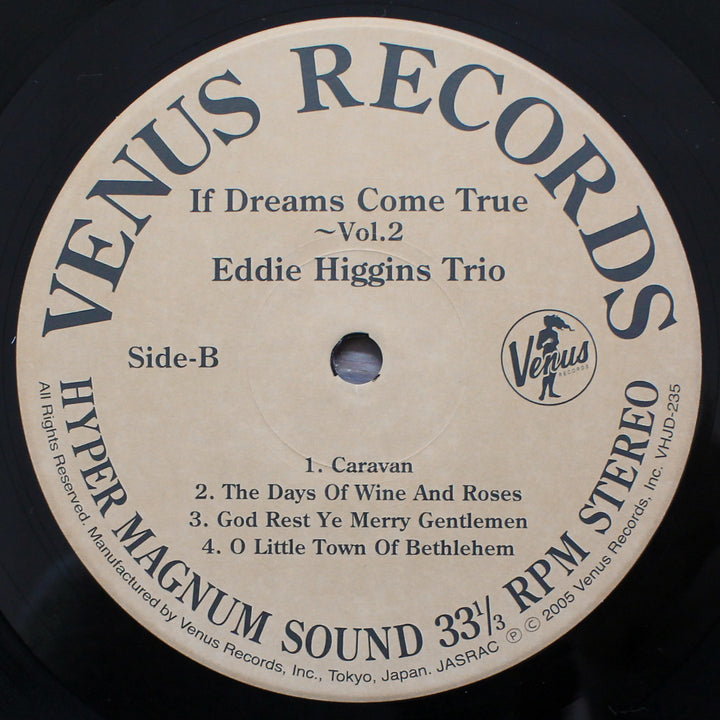 VENUS RECORDS
If Dreams Come True
~Vol.2
Eddie Higgins Trio
Side-B
Venus
RECORDS
1. Caravan
2. The Days Of Wine And Roses
3. God Rest Ye Merry Gentlemen
4. O Little Town Of Bethlehem
HYPER MAGNUM SOUND 33 1/3 RPM STEREO
All Rights Reserved. Manufactured by Venus Records, Inc., Tokyo, Japan. JASRAC Ⓟ © 2005 Venus Records, Inc. VHJD-235